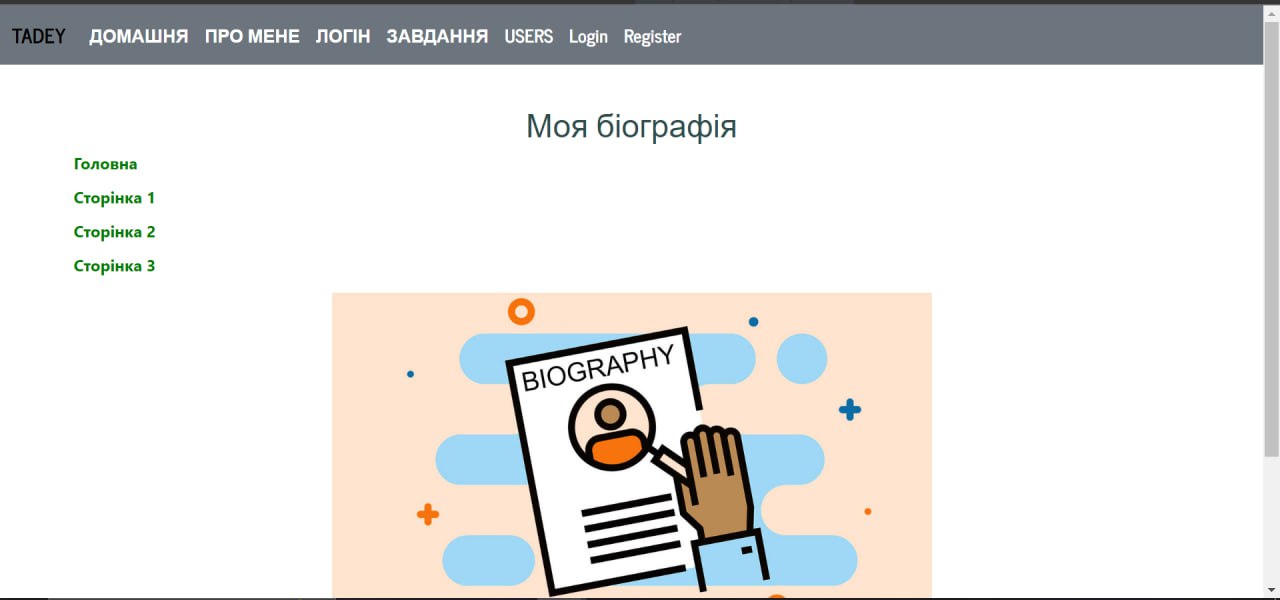 TADEY ДОМАШНЯ ПРО МЕНЕ ЛОГІН ЗАВДАННЯ USERS Login Register
Моя біографія
Головна
Сторінка 1
Сторінка 2
Сторінка 3
BIOGRAPHY